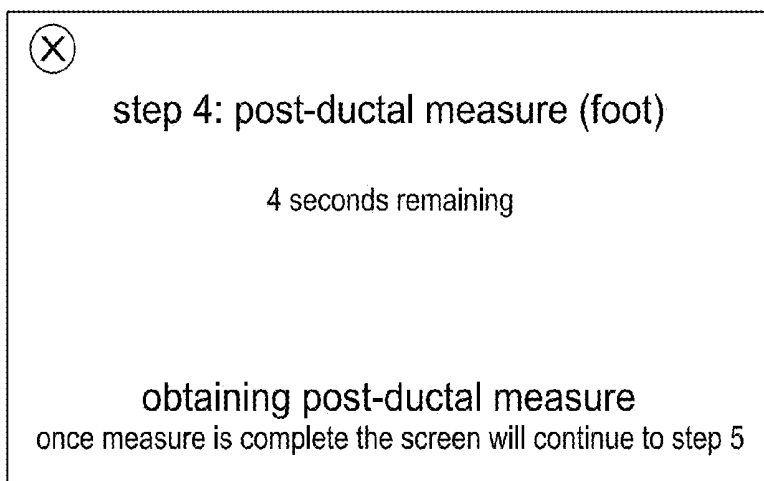 X
step 4: post-ductal measure (foot)
4 seconds remaining
obtaining post-ductal measure
once measure is complete the screen will continue to step 5